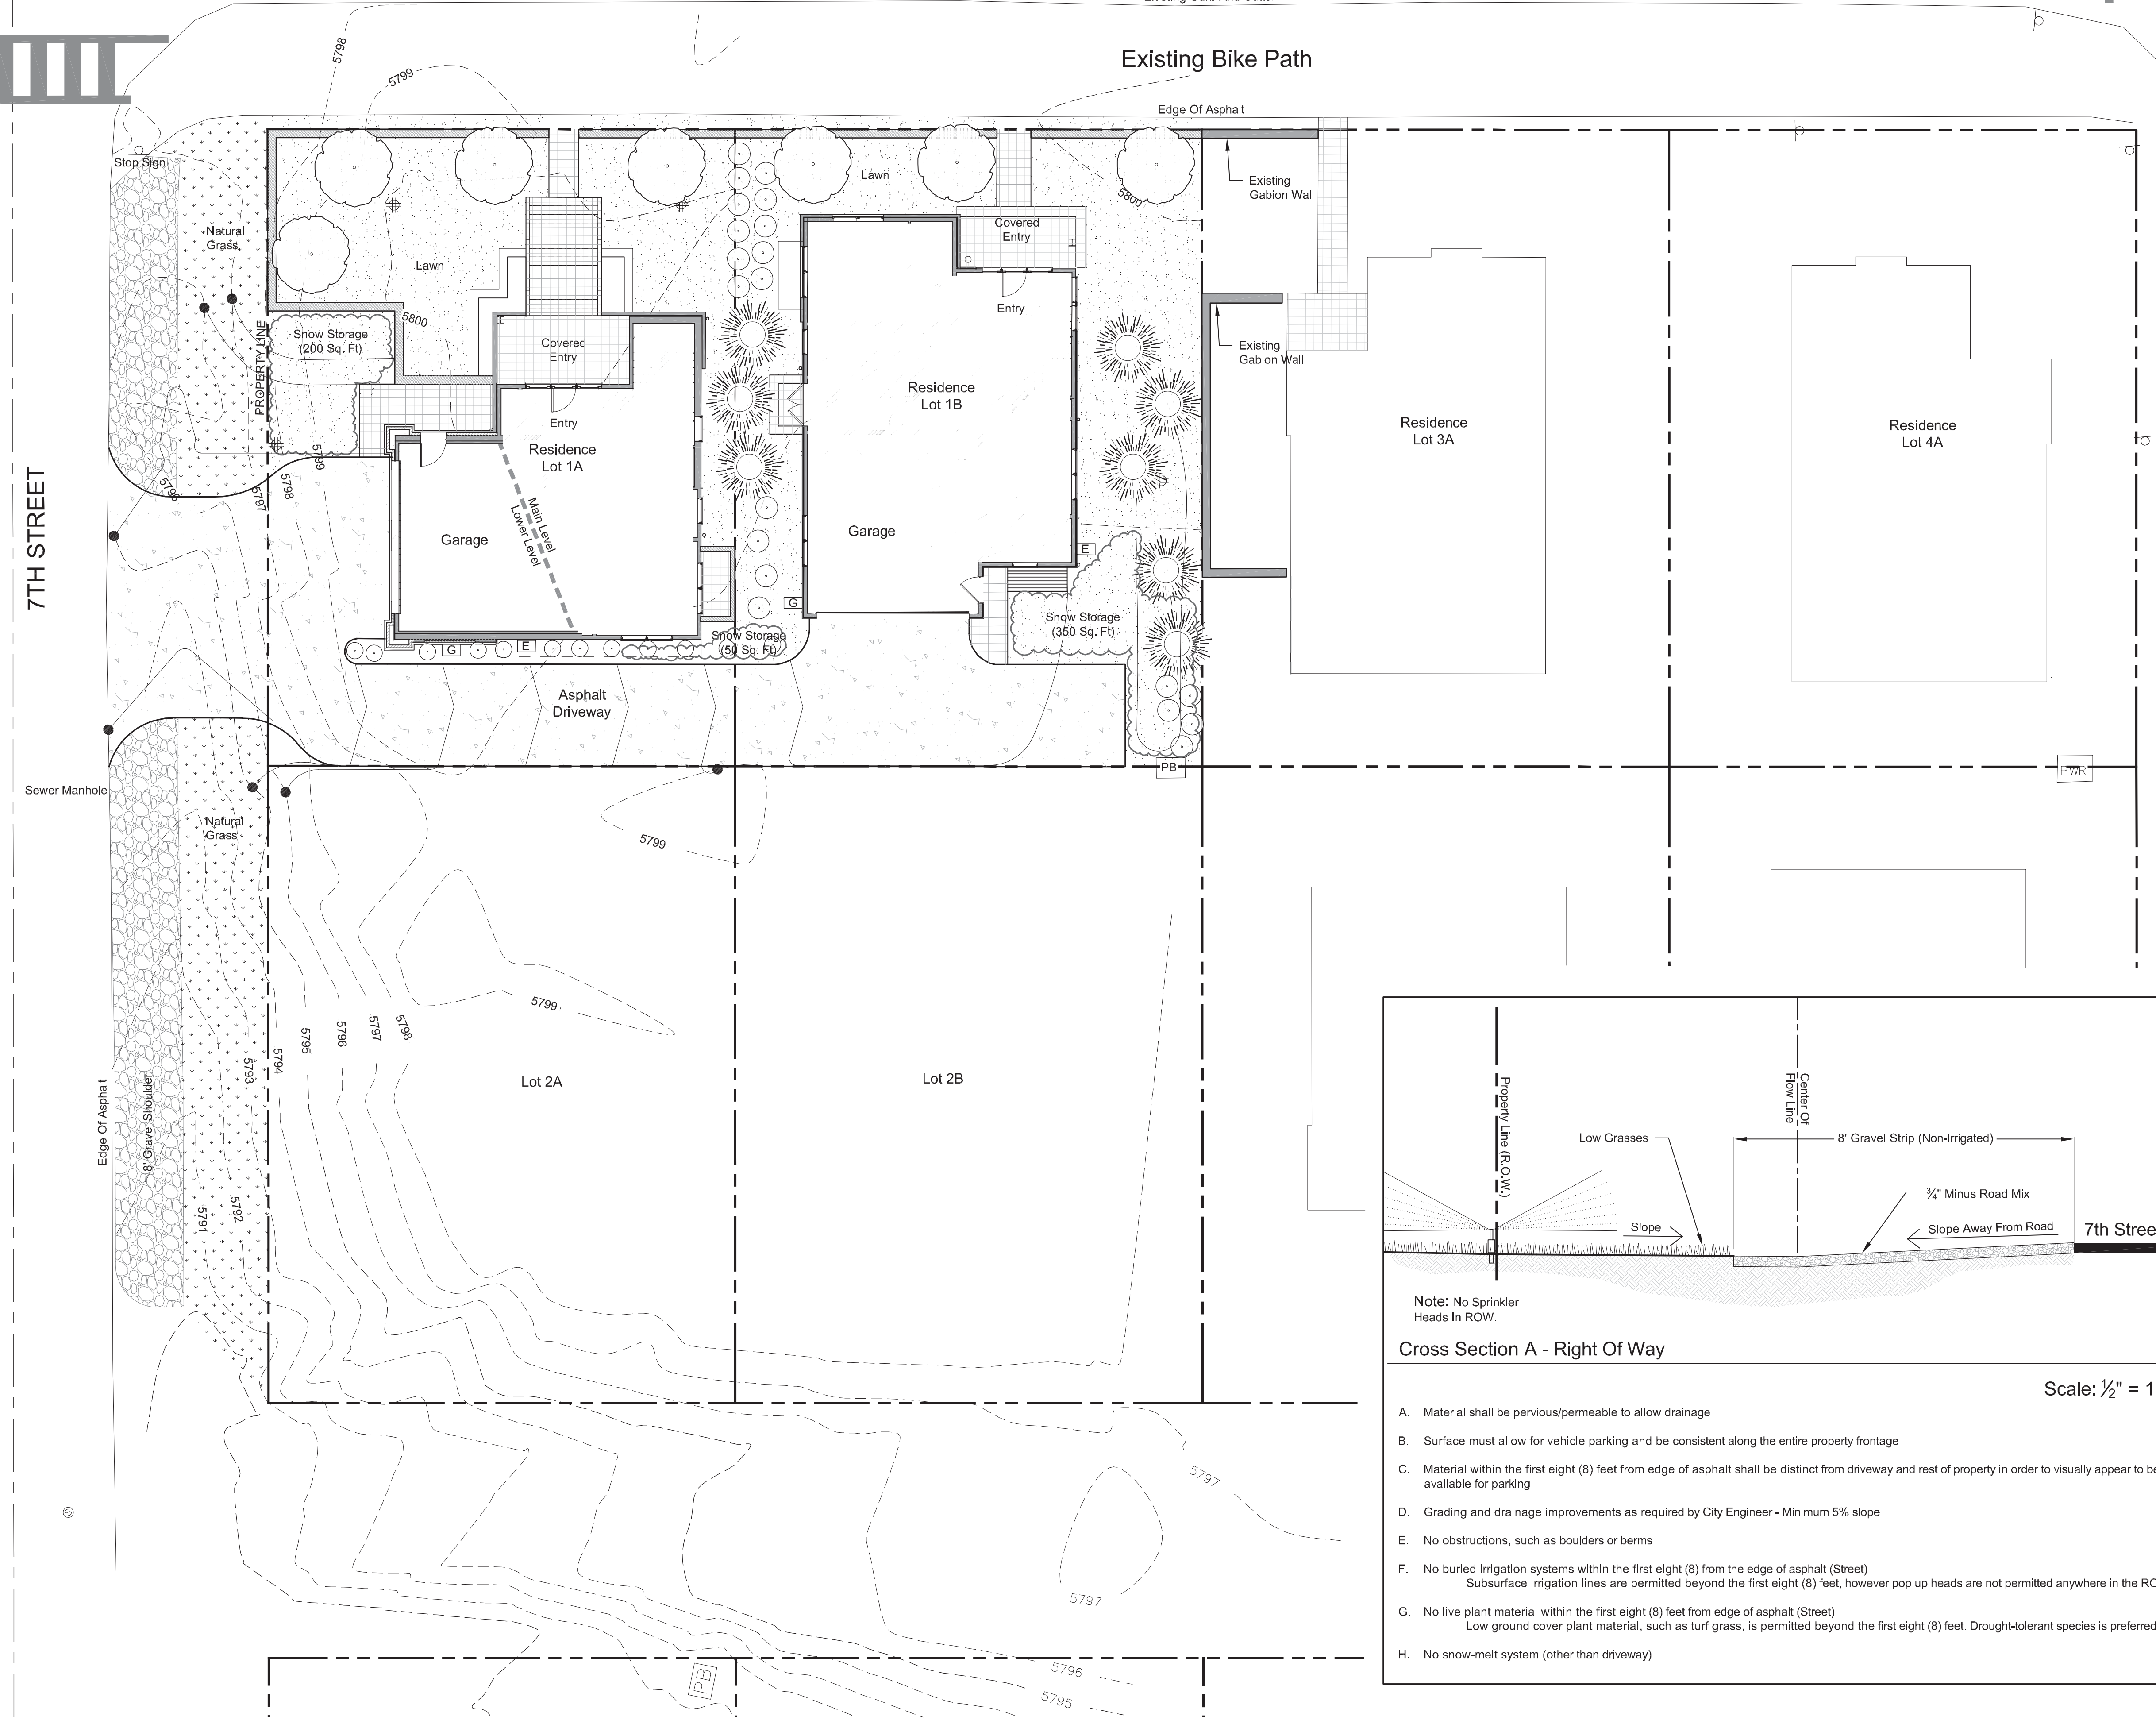 Existing Curb And Gutter
Existing Bike Path
Edge Of Asphalt
5798
5799
Stop Sign
Natural
Grass
Lawn
Lawn
5800
Existing
Gabion Wall
Covered
Entry
Entry
5800
Snow Storage
(200 Sq. Ft)
PROPERTY LINE
Covered
Entry
Entry
Existing
Gabion Wall
Residence
Lot 1B
Residence
Lot 1A
Residence
Lot 3A
Residence
Lot 4A
7TH STREET
5796
5797
5798
5799
Main Level
Lower Level
Garage
Garage
E
G
Snow Storage
(350 Sq. Ft)
Snow Storage
(50 Sq. Ft)
G
E
Asphalt
Driveway
PB
PWR
Sewer Manhole
Natural
Grass
5799
5799
5798
5797
5796
5795
5794
5793
5792
5791
Lot 2A
Lot 2B
Edge Of Asphalt
8' Gravel Shoulder
S
5797
5797
5796
5795
PB
Property Line (R.O.W.)
Center Of
Flow Line
Low Grasses
8' Gravel Strip (Non-Irrigated)
¾" Minus Road Mix
Slope
Slope Away From Road
7th Stree
Note: No Sprinkler
Heads In ROW.
Cross Section A - Right Of Way
Scale: ½" = 1
A. Material shall be pervious/permeable to allow drainage
B. Surface must allow for vehicle parking and be consistent along the entire property frontage
C. Material within the first eight (8) feet from edge of asphalt shall be distinct from driveway and rest of property in order to visually appear to be
available for parking
D. Grading and drainage improvements as required by City Engineer - Minimum 5% slope
E. No obstructions, such as boulders or berms
F. No buried irrigation systems within the first eight (8) from the edge of asphalt (Street)
Subsurface irrigation lines are permitted beyond the first eight (8) feet, however pop up heads are not permitted anywhere in the RO
G. No live plant material within the first eight (8) feet from edge of asphalt (Street)
Low ground cover plant material, such as turf grass, is permitted beyond the first eight (8) feet. Drought-tolerant species is preferred
H. No snow-melt system (other than driveway)